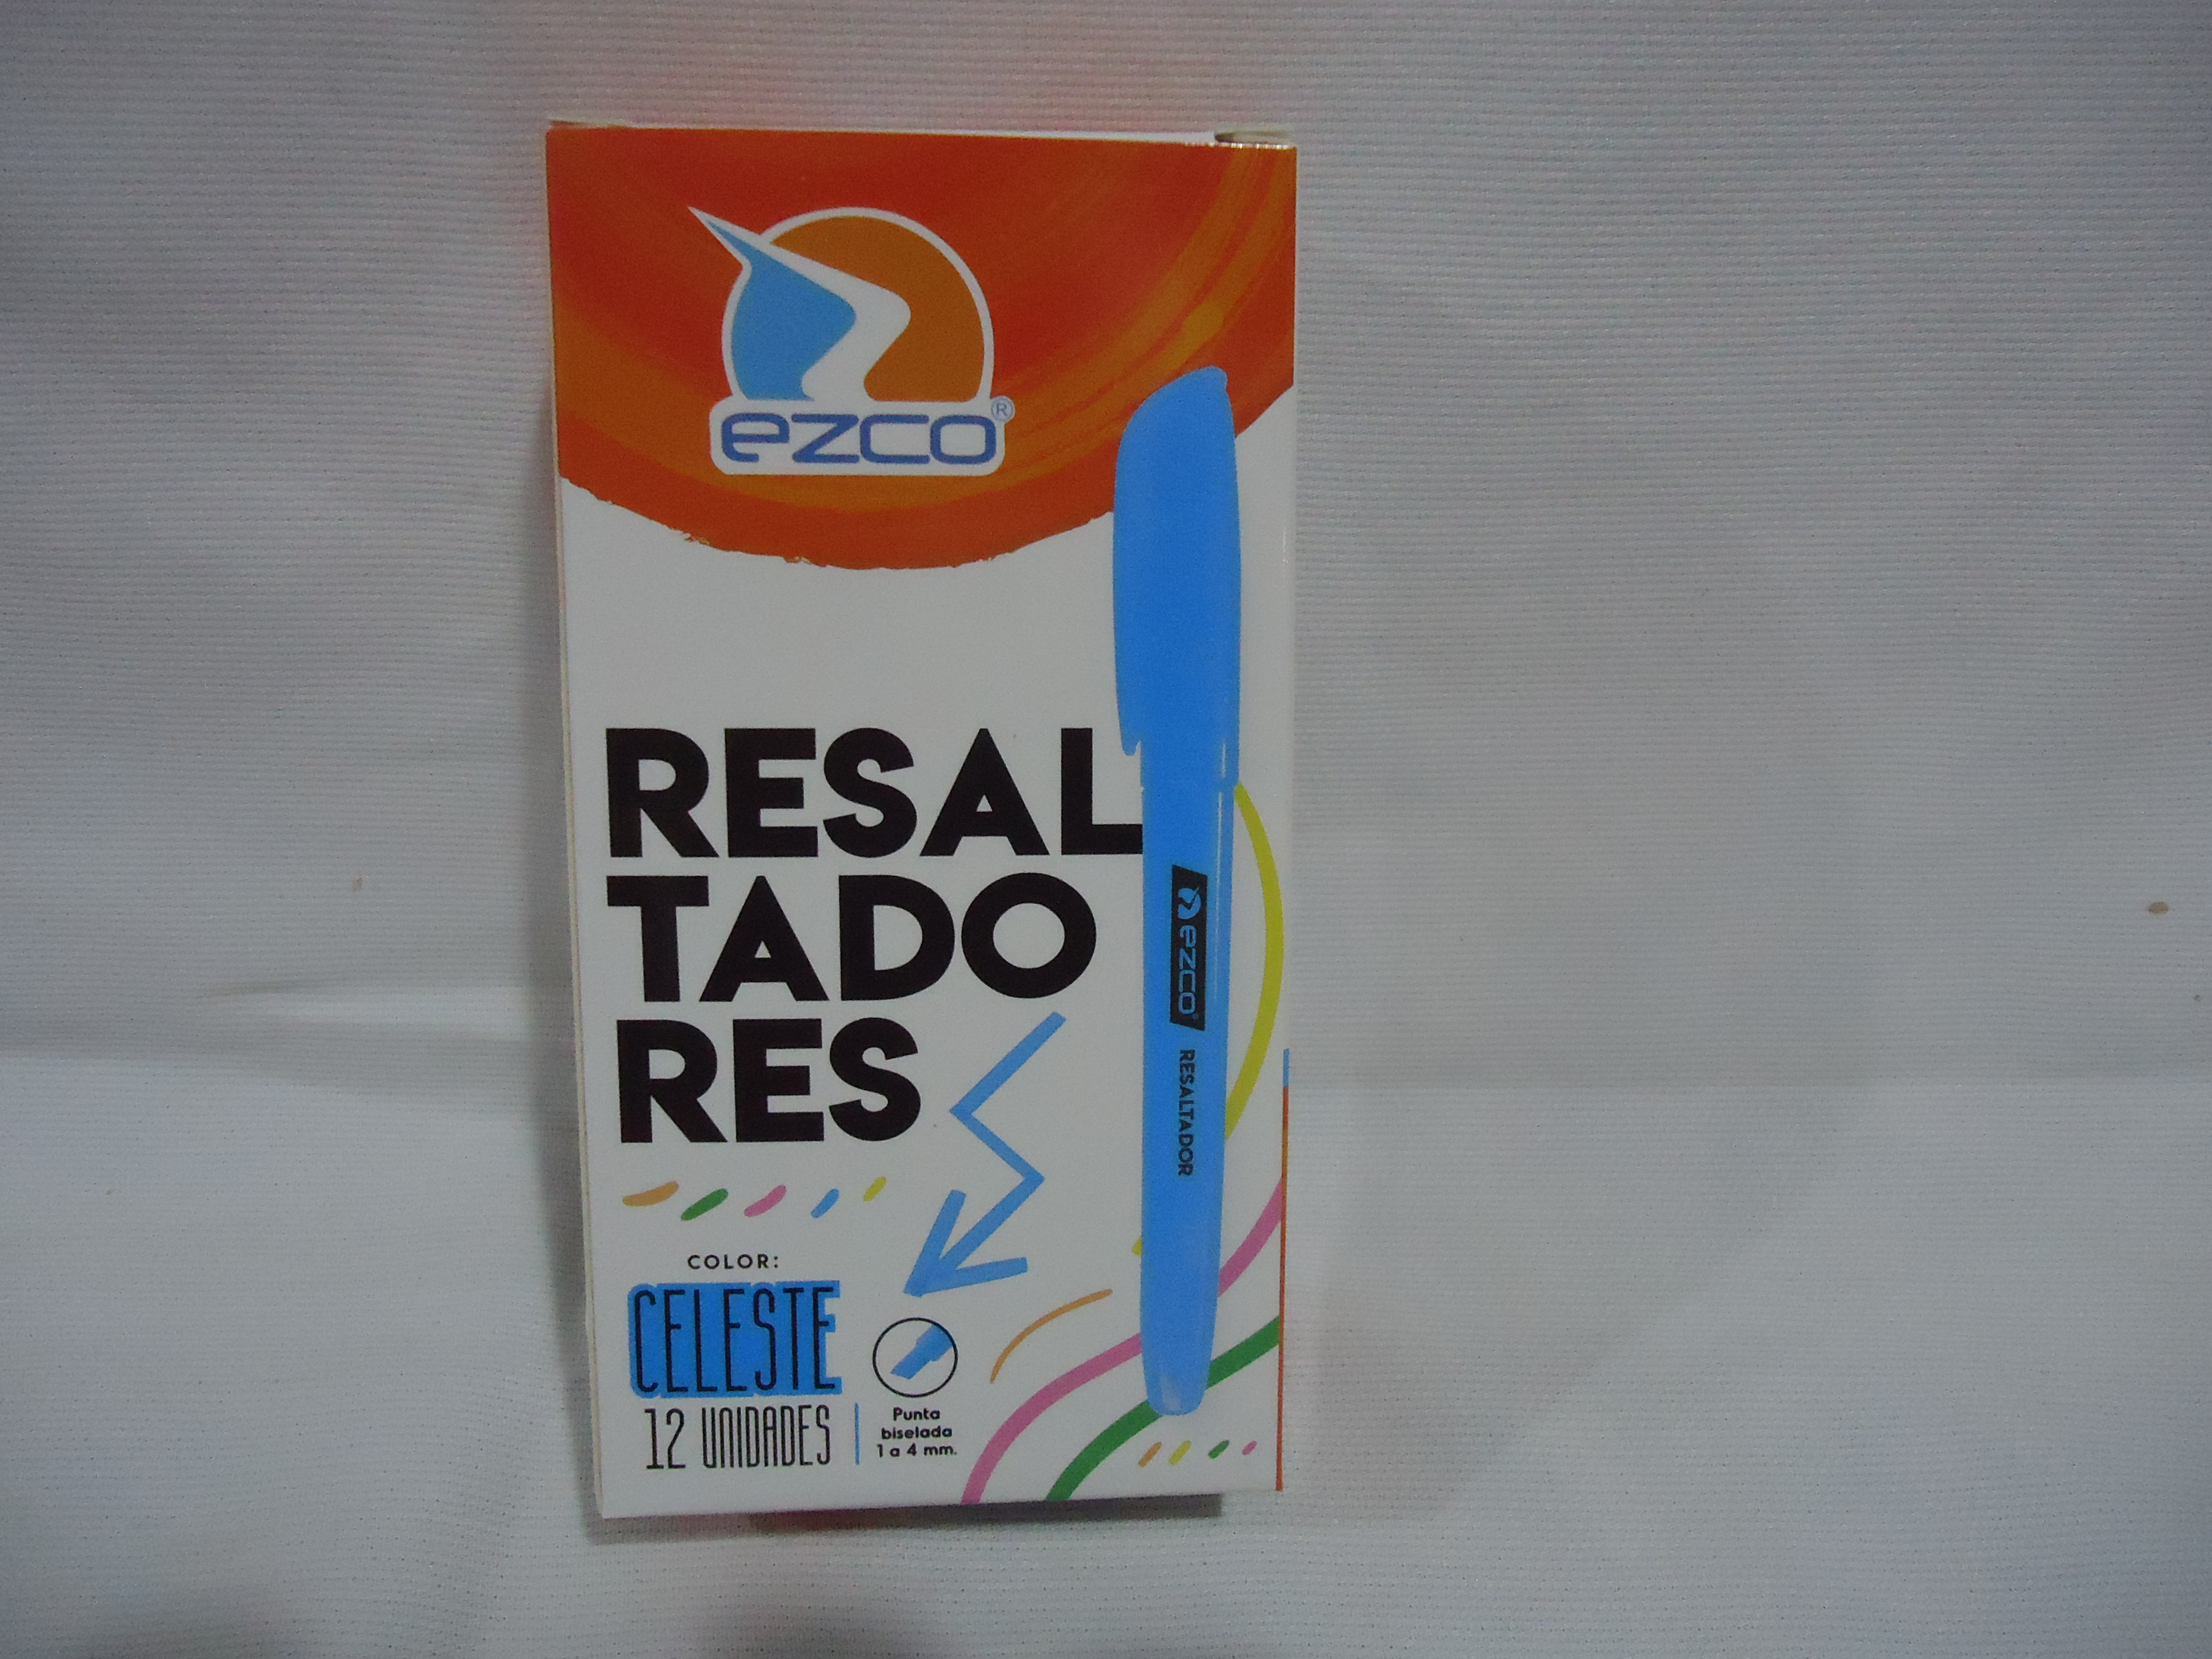 ezco®
RESAL
TADO
RES
ezco®
RESALTADOR
COLOR:
CELESTE
12 UNIDADES
Punta
biselada
1 a 4 mm.